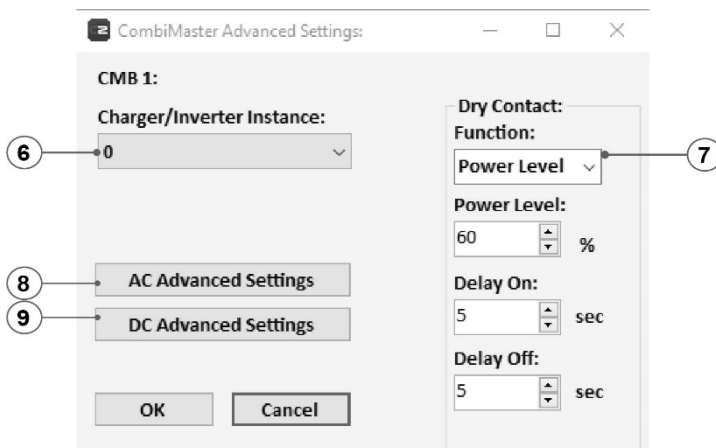 CombiMaster Advanced Settings:
CMB 1:
Charger/Inverter Instance:
6
0
Dry Contact:
Function:
Power Level
7
Power Level:
60 %
8
AC Advanced Settings
Delay On:
5 sec
9
DC Advanced Settings
Delay Off:
5 sec
OK
Cancel